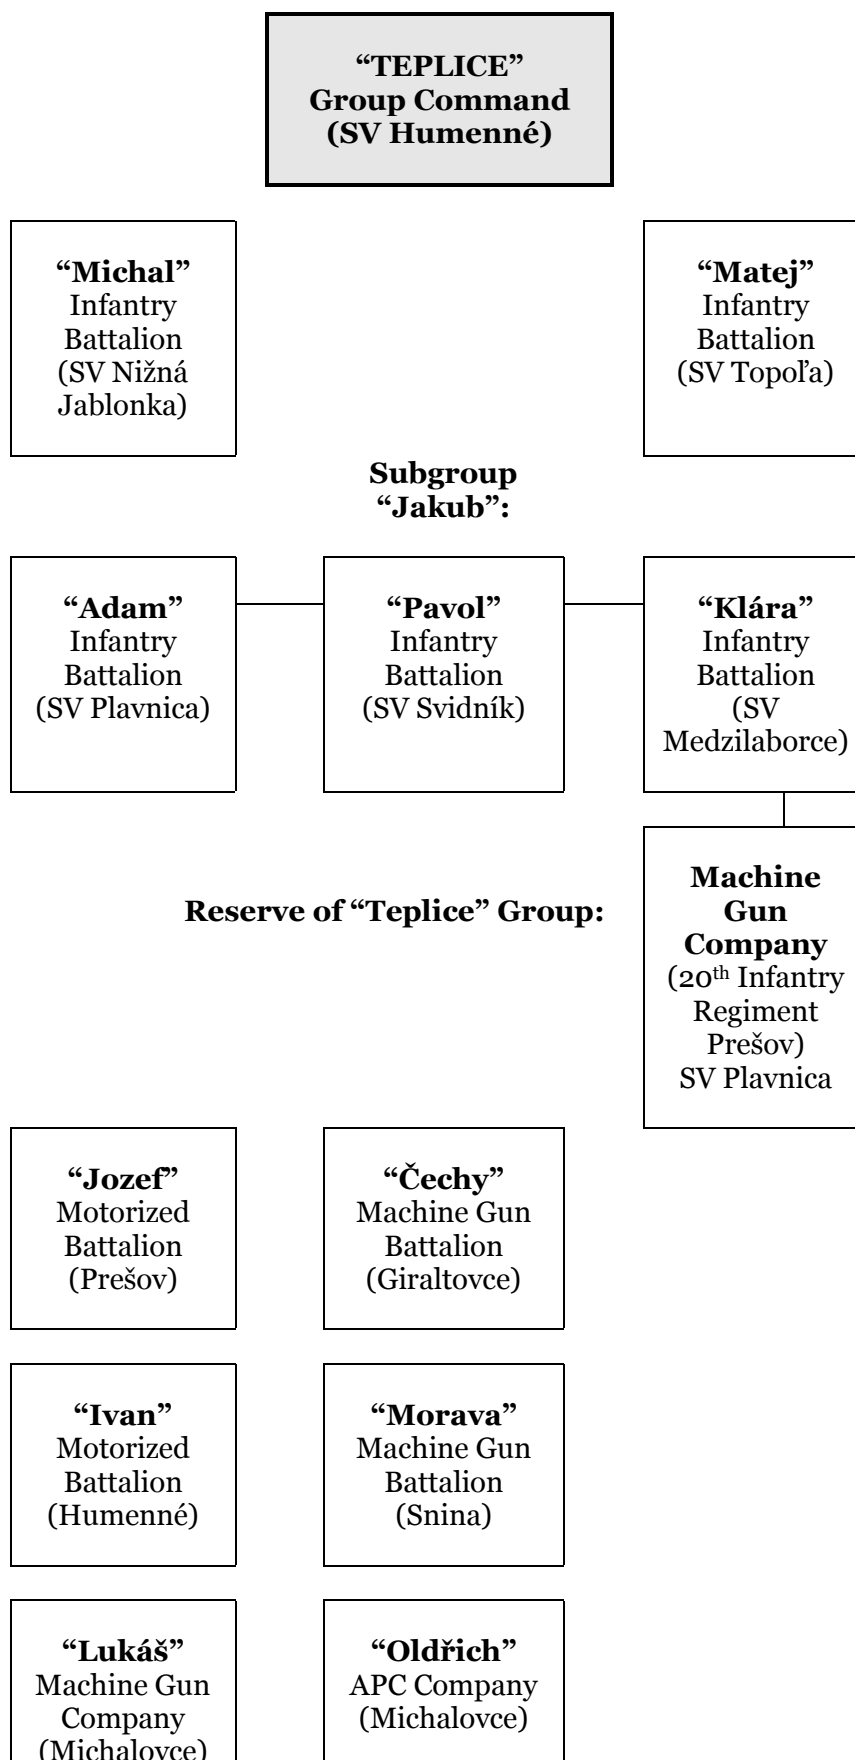 “TEPLICE”
Group Command
(SV Humenné)
“Michal”
Infantry
Battalion
(SV Nižná
Jablonka)
“Matej”
Infantry
Battalion
(SV Topoľa)
Subgroup
“Jakub”:
“Adam”
Infantry
Battalion
(SV Plavnica)
“Pavol”
Infantry
Battalion
(SV Svidník)
“Klára”
Infantry
Battalion
(SV
Medzilaborce)
Reserve of “Teplice” Group:
Machine
Gun
Company
(20th Infantry
Regiment
Prešov)
SV Plavnica
“Jozef”
Motorized
Battalion
(Prešov)
“Čechy”
Machine Gun
Battalion
(Giraltovce)
“Ivan”
Motorized
Battalion
(Humenné)
“Morava”
Machine Gun
Battalion
(Snina)
“Lukáš”
Machine Gun
Company
(Michalovce)
“Oldřich”
APC Company
(Michalovce)